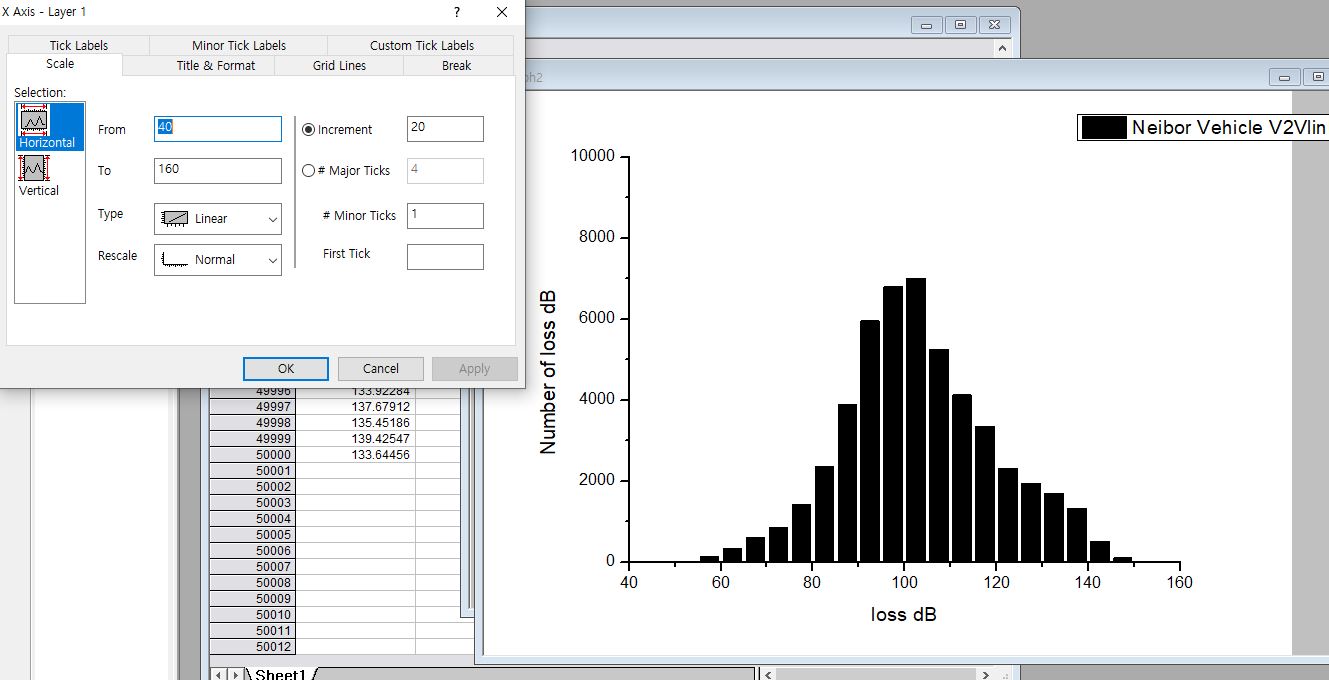 X Axis - Layer 1
?
Tick Labels
Minor Tick Labels
Custom Tick Labels
Scale
Title & Format
Grid Lines
Break
Selection:
Horizontal
Vertical
From
40
To
160
Type
Linear
Rescale
Normal
Increment
20
# Major Ticks
4
# Minor Ticks
1
First Tick
OK
Cancel
Apply
49996 133.92284
49997 137.67912
49998 135.45186
49999 139.42547
50000 133.64456
50001
50002
50003
50004
50005
50006
50007
50008
50009
50010
50011
50012
Sheet1
ph2
Neibor Vehicle V2Vlin
10000
8000
6000
4000
2000
0
Number of loss dB
40 60 80 100 120 140 160
loss dB